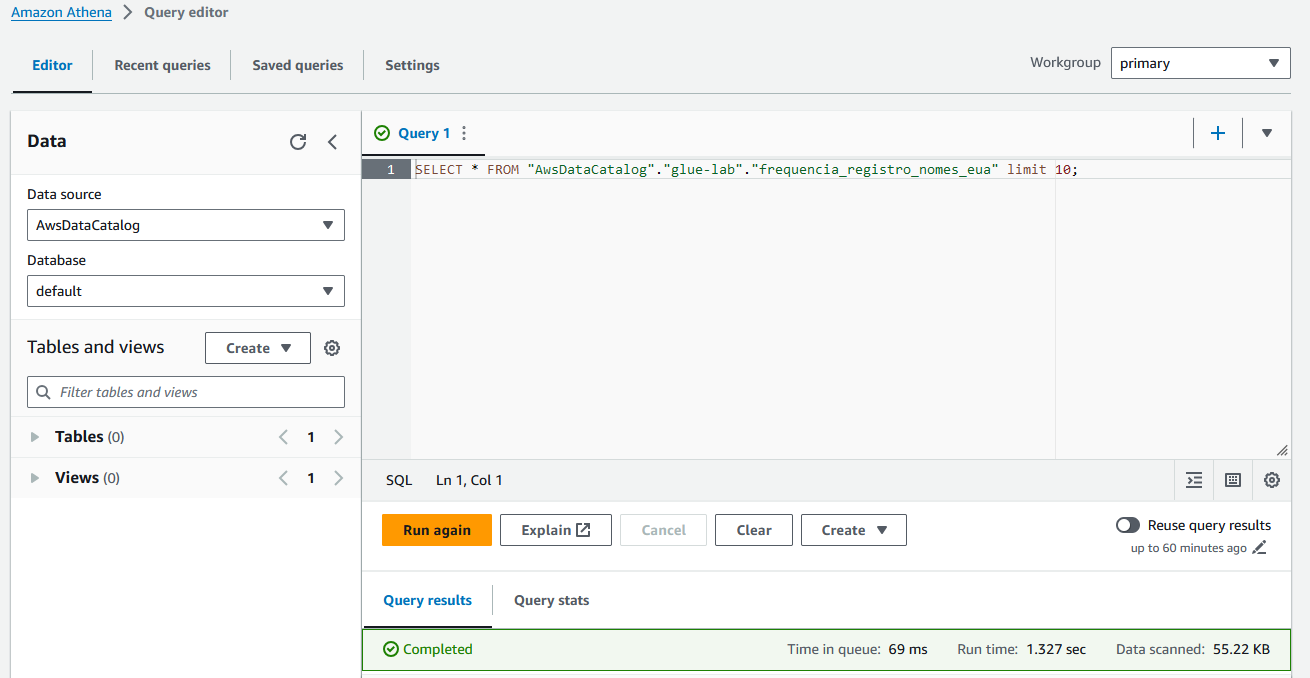 Amazon Athena > Query editor
Editor Recent queries Saved queries Settings
Workgroup primary
Data
Data source
AwsDataCatalog
Database
default
Tables and views Create
Filter tables and views
Tables (0) 1
Views (0) 1
Query 1
1 SELECT * FROM "AwsDataCatalog"."glue-lab"."frequencia_registro_nomes_eua" limit 10;
SQL Ln 1, Col 1
Run again Explain Cancel Clear Create
Reuse query results
up to 60 minutes ago
Query results Query stats
Completed Time in queue: 69 ms Run time: 1.327 sec Data scanned: 55.22 KB